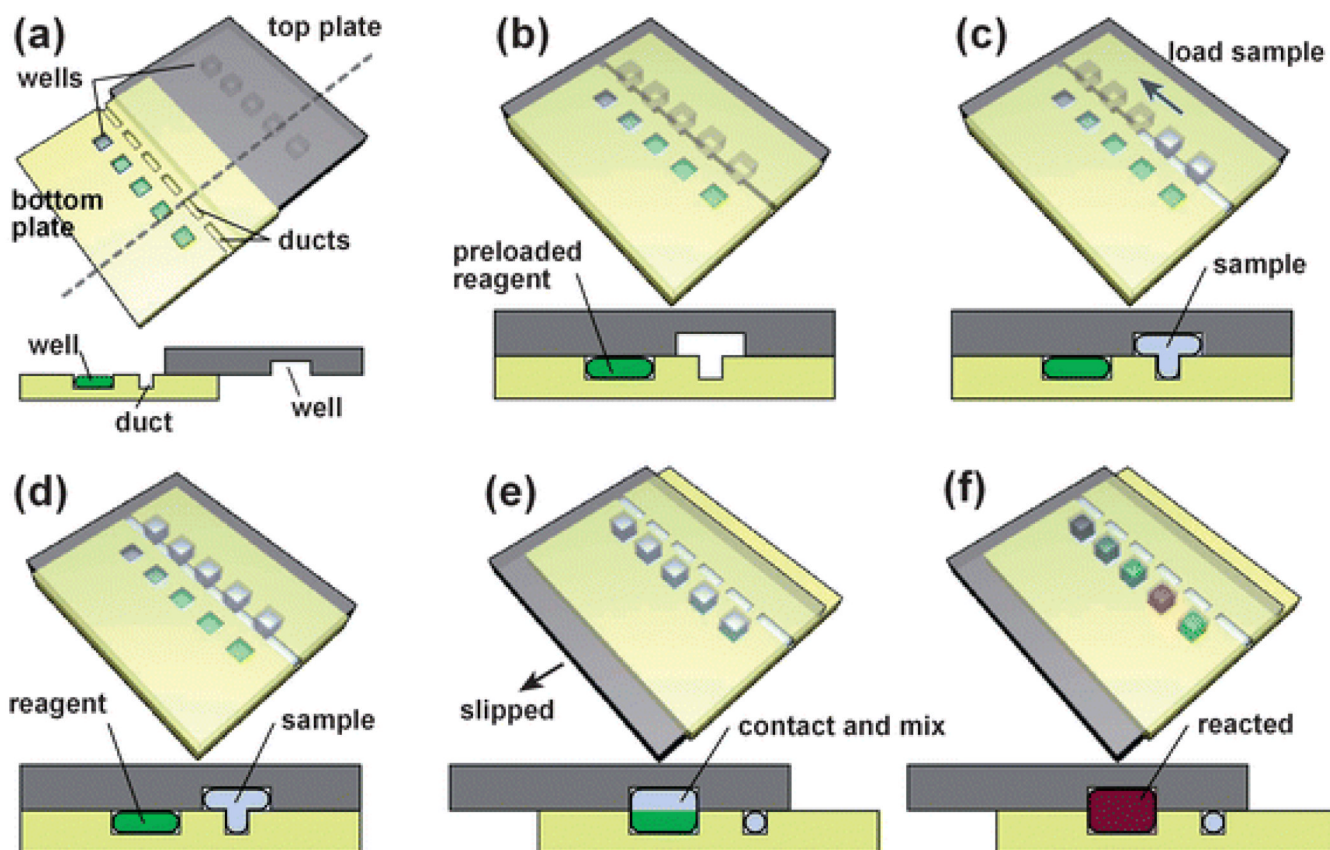 (a)
top plate
wells
bottom
plate
ducts
well
duct
well
(b)
preloaded
reagent
(c)
load sample
sample
(d)
reagent
sample
(e)
slipped
contact and mix
(f)
reacted